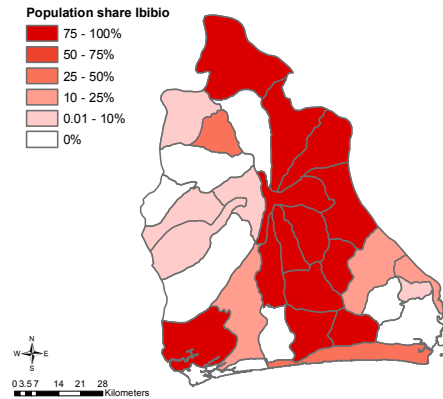 Population share Ibibio
75 - 100%
50 - 75%
25 - 50%
10 - 25%
0.01 - 10%
0%
N
W E
S
0 3.5 7 14 21 28
Kilometers